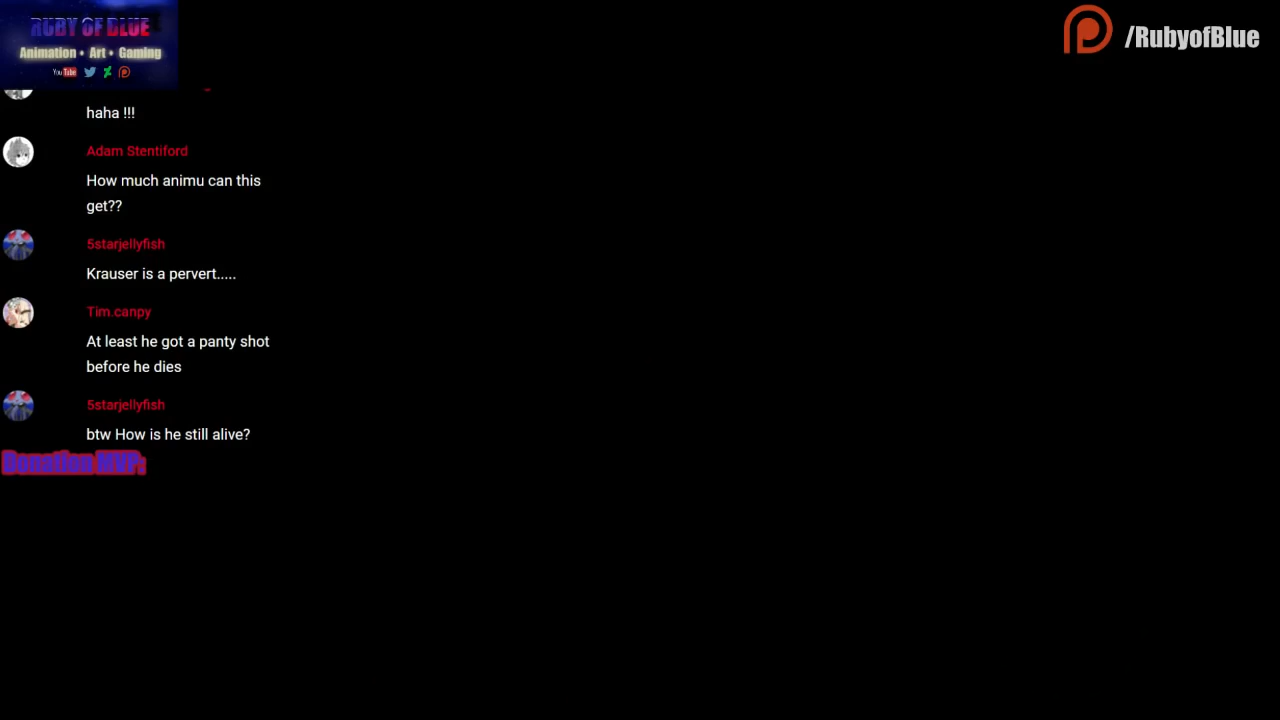 RUBY OF BLUE
Animation • Art • Gaming
YouTube
/RubyofBlue
haha !!!
Adam Stentiford
How much animu can this
get??
5starjellyfish
Krauser is a pervert.....
Tim.canpy
At least he got a panty shot
before he dies
5starjellyfish
btw How is he still alive?
Donation MVP: